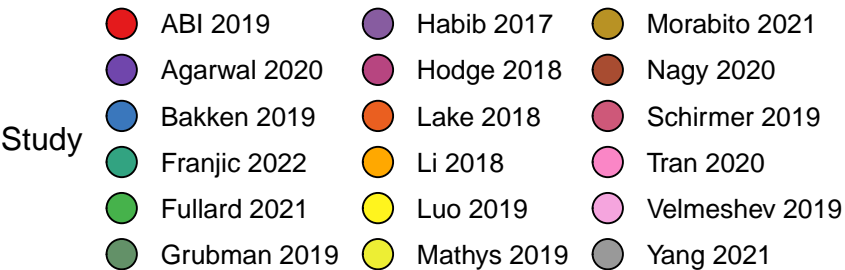 Study
ABI 2019
Agarwal 2020
Bakken 2019
Franjic 2022
Fullard 2021
Grubman 2019
Habib 2017
Hodge 2018
Lake 2018
Li 2018
Luo 2019
Mathys 2019
Morabito 2021
Nagy 2020
Schirmer 2019
Tran 2020
Velmeshev 2019
Yang 2021